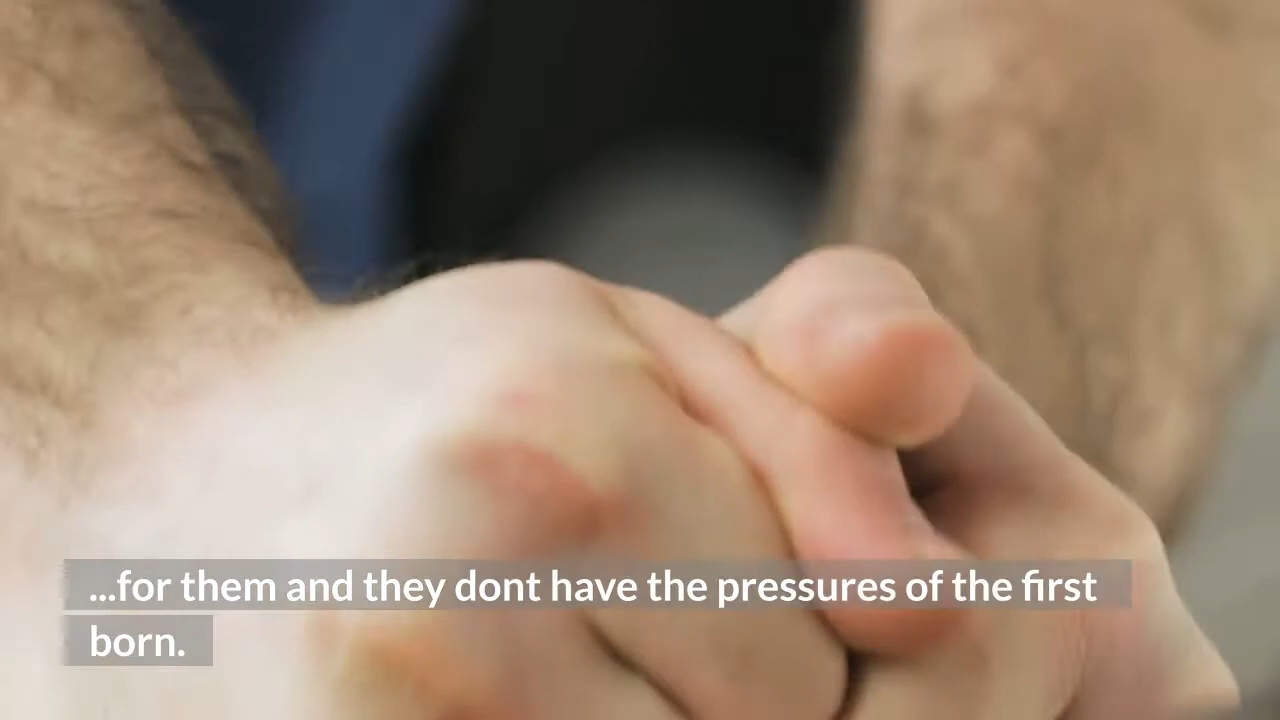 ...for them and they dont have the pressures of the first
born.